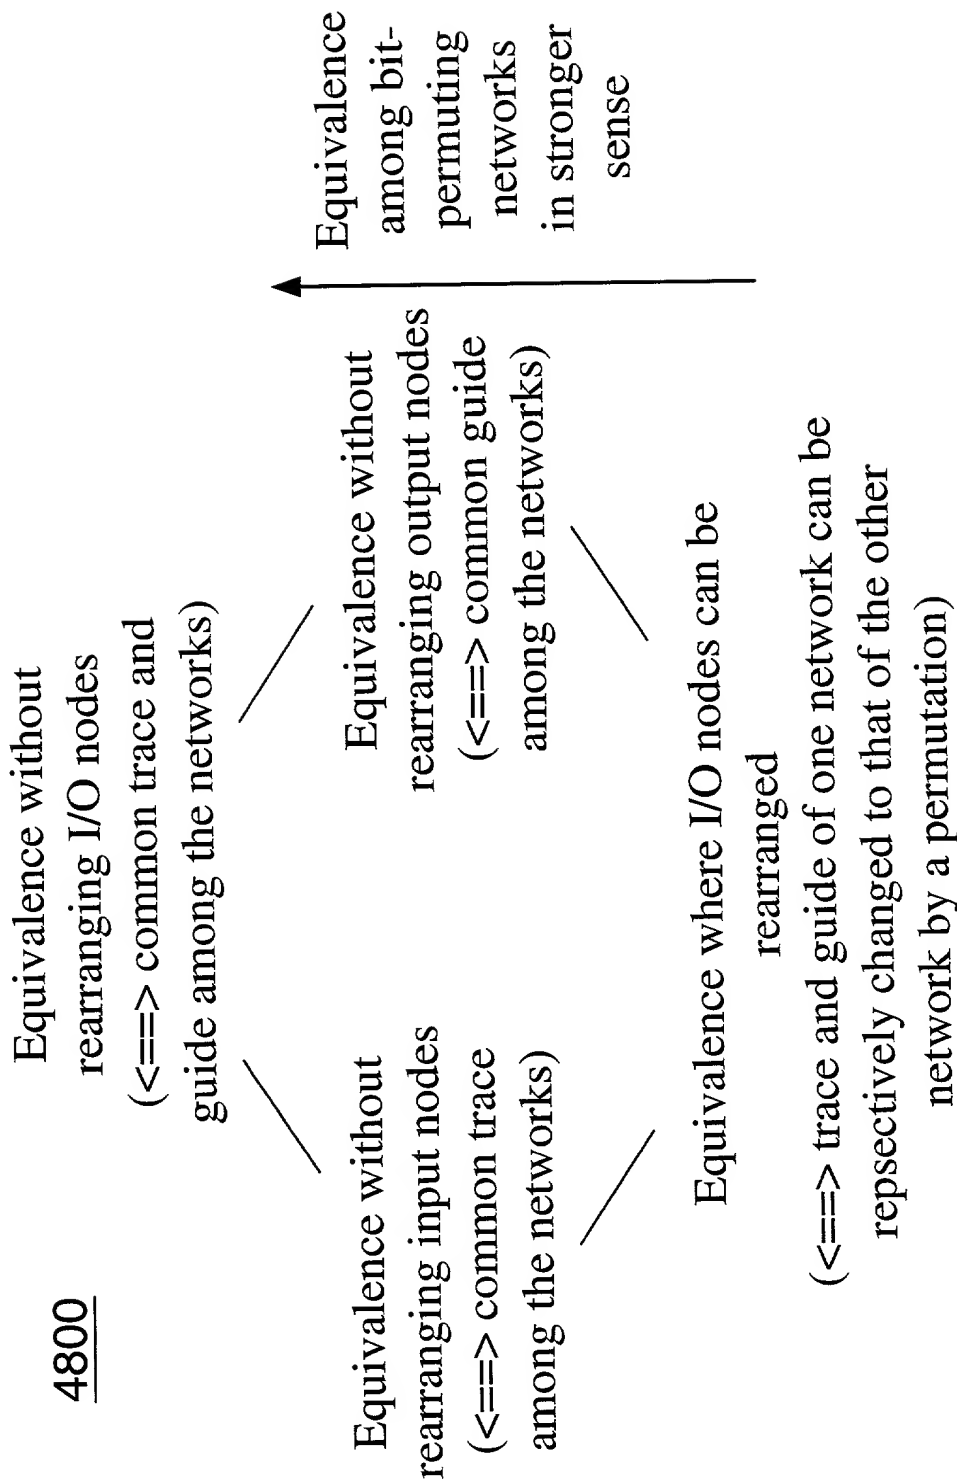 4800
Equivalence without
rearranging I/O nodes
(<==> common trace and
guide among the networks)
Equivalence without
rearranging input nodes
(<==> common trace
among the networks)
Equivalence without
rearranging output nodes
(<==> common guide
among the networks)
Equivalence
among bit-
permuting
networks
in stronger
sense
Equivalence where I/O nodes can be
rearranged
(<==> trace and guide of one network can be
repsectively changed to that of the other
network by a permutation)